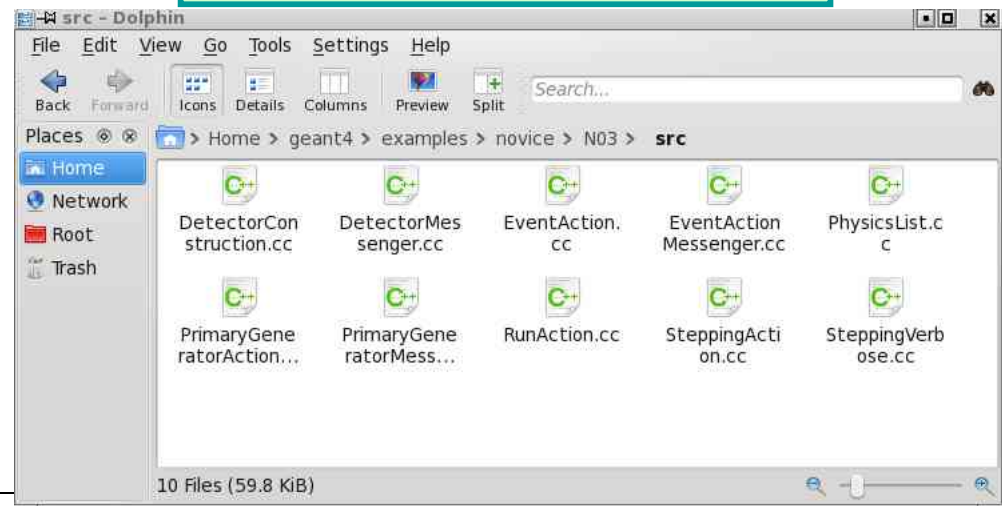 src – Dolphin
File Edit View Go Tools Settings Help
Back Forward Icons Details Columns Preview Split Search...
Places > Home > geant4 > examples > novice > N03 > src
Home
Network
Root
Trash
C++ C++ C++ C++ C++
DetectorCon DetectorMes EventAction. EventAction PhysicsList.c
struction.cc senger.cc cc Messenger.cc c
C++ C++ C++ C++ C++
PrimaryGene PrimaryGene RunAction.cc SteppingActi SteppingVerb
ratorAction... ratorMess... on.cc ose.cc
10 Files (59.8 KiB)